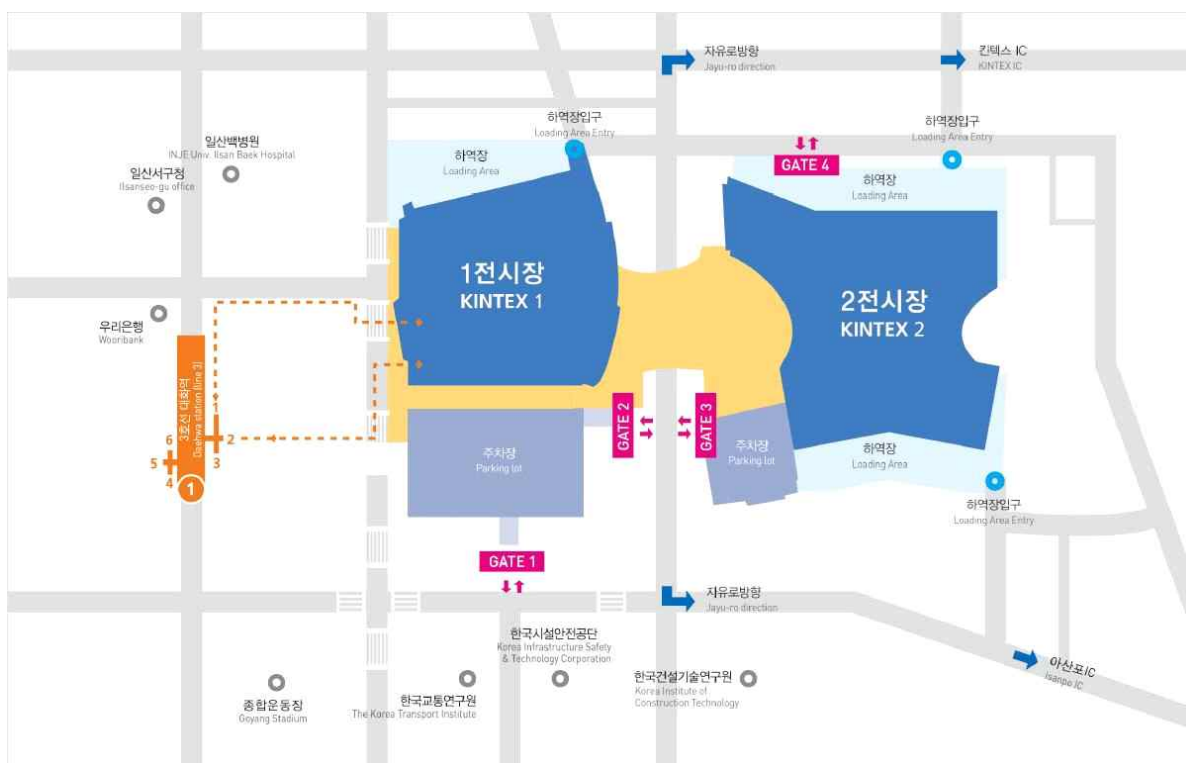 자유로방향
Jayu-ro direction
킨텍스 IC
KINTEX IC
하역장입구
Loading Area Entry
하역장입구
Loading Area Entry
일산백병원
INJE Univ. Ilsan Baek Hospital
일산서구청
Ilsanseo-gu office
하역장
Loading Area
GATE 4
하역장
Loading Area
1전시장
KINTEX 1
2전시장
KINTEX 2
우리은행
Wooribank
3호선 대화역
Daehwa station (line 3)
1
2
3
4
5
6
1
GATE 2
GATE 3
주차장
Parking lot
주차장
Parking lot
하역장
Loading Area
하역장입구
Loading Area Entry
GATE 1
자유로방향
Jayu-ro direction
한국시설안전공단
Korea Infrastructure Safety
& Technology Corporation
종합운동장
Goyang Stadium
한국교통연구원
The Korea Transport Institute
한국건설기술연구원
Korea Institute of
Construction Technology
이산포IC
Isanpo IC